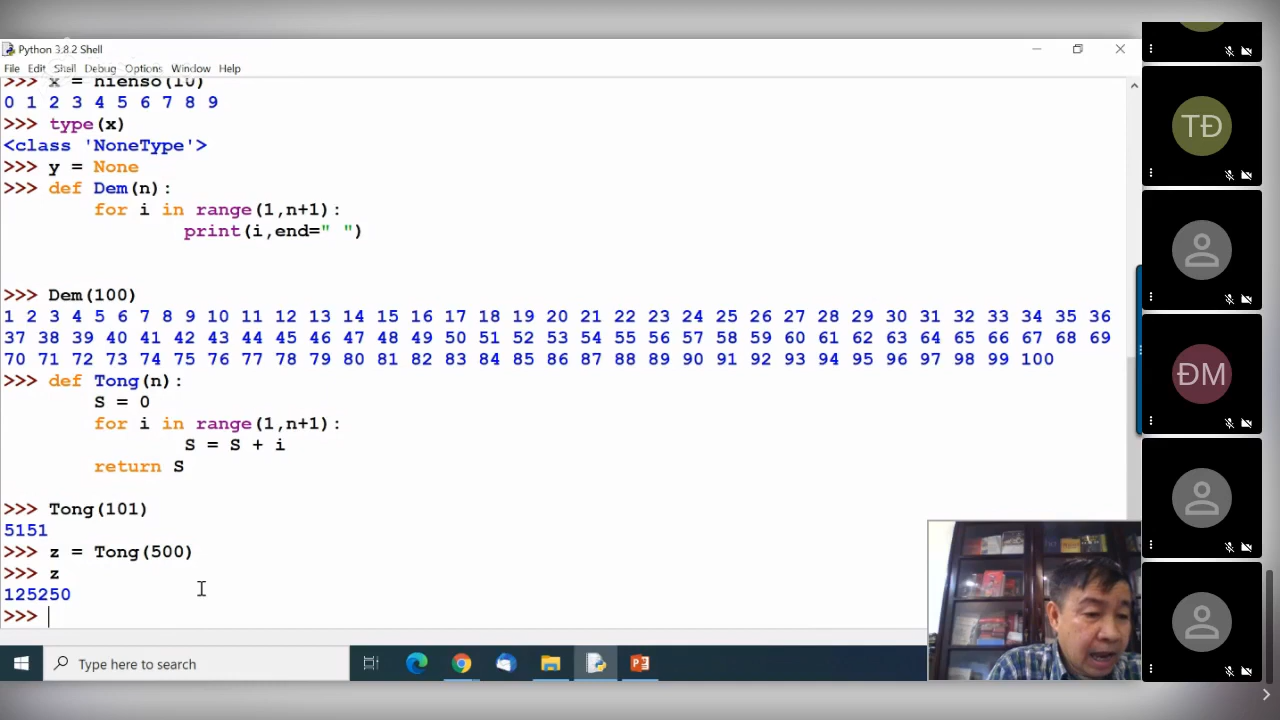 Python 3.8.2 Shell
File Edit Shell Debug Options Window Help
>>> x = hienso(10)
0 1 2 3 4 5 6 7 8 9
>>> type(x)
<class 'NoneType'>
>>> y = None
>>> def Dem(n):
for i in range(1,n+1):
print(i,end=" ")
>>> Dem(100)
1 2 3 4 5 6 7 8 9 10 11 12 13 14 15 16 17 18 19 20 21 22 23 24 25 26 27 28 29 30 31 32 33 34 35 36
37 38 39 40 41 42 43 44 45 46 47 48 49 50 51 52 53 54 55 56 57 58 59 60 61 62 63 64 65 66 67 68 69
70 71 72 73 74 75 76 77 78 79 80 81 82 83 84 85 86 87 88 89 90 91 92 93 94 95 96 97 98 99 100
>>> def Tong(n):
S = 0
for i in range(1,n+1):
S = S + i
return S
>>> Tong(101)
5151
>>> z = Tong(500)
>>> z
125250
>>>
Type here to search
TĐ
ĐM